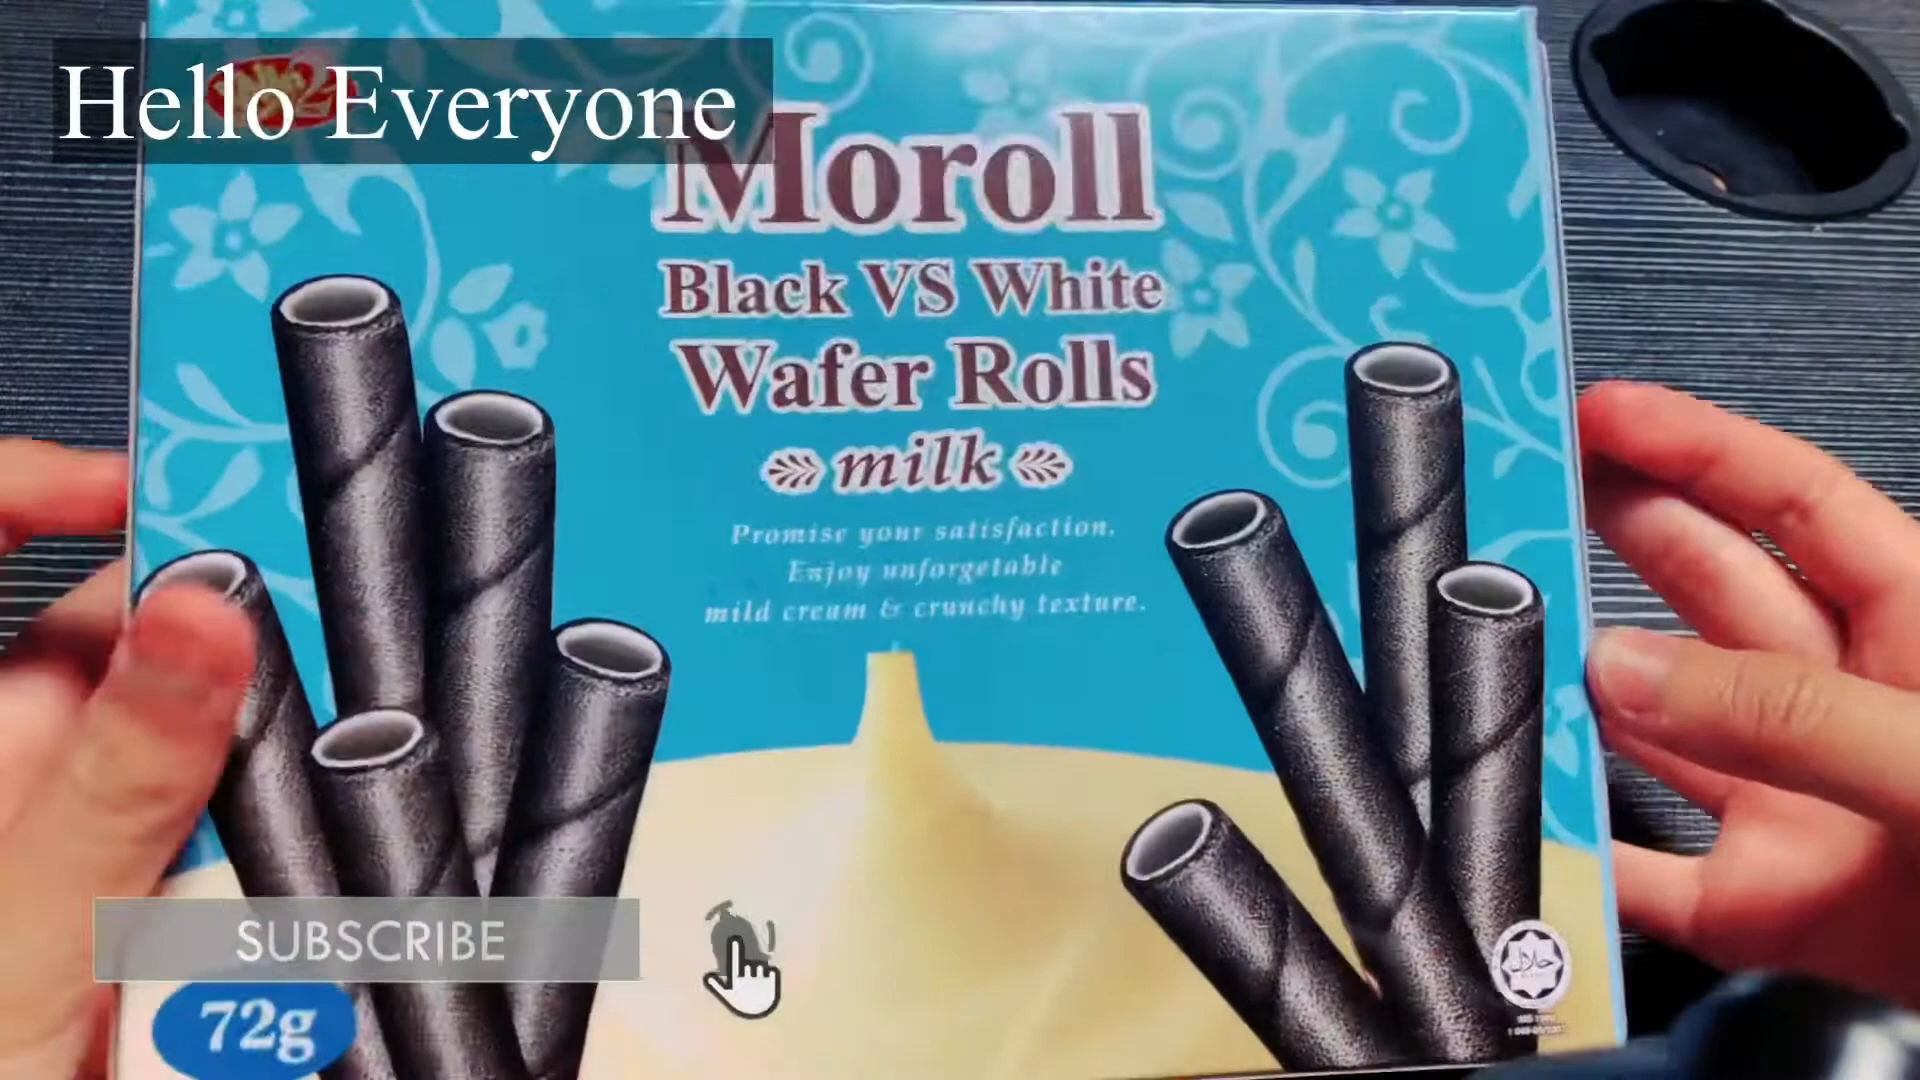 Hello Everyone
Moroll
Black VS White
Wafer Rolls
milk
Promise your satisfaction.
Enjoy unforgetable
mild cream & crunchy texture.
SUBSCRIBE
72g
حلال